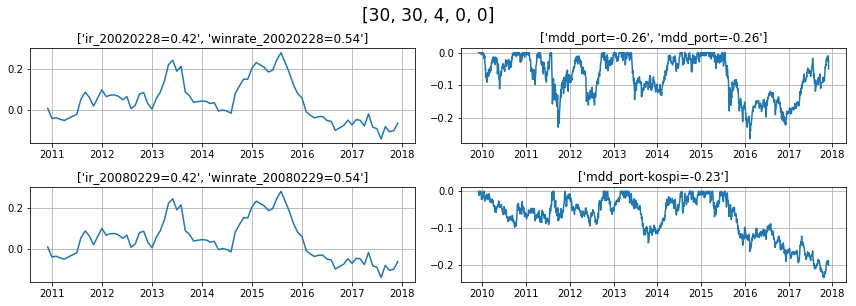 [30, 30, 4, 0, 0]
['ir_20020228=0.42', 'winrate_20020228=0.54']
0.2
0.0
2011 2012 2013 2014 2015 2016 2017 2018
['mdd_port=-0.26', 'mdd_port=-0.26']
0.0
−0.1
−0.2
2010 2011 2012 2013 2014 2015 2016 2017 2018
['ir_20080229=0.42', 'winrate_20080229=0.54']
0.2
0.0
2011 2012 2013 2014 2015 2016 2017 2018
['mdd_port-kospi=-0.23']
0.0
−0.1
−0.2
2010 2011 2012 2013 2014 2015 2016 2017 2018